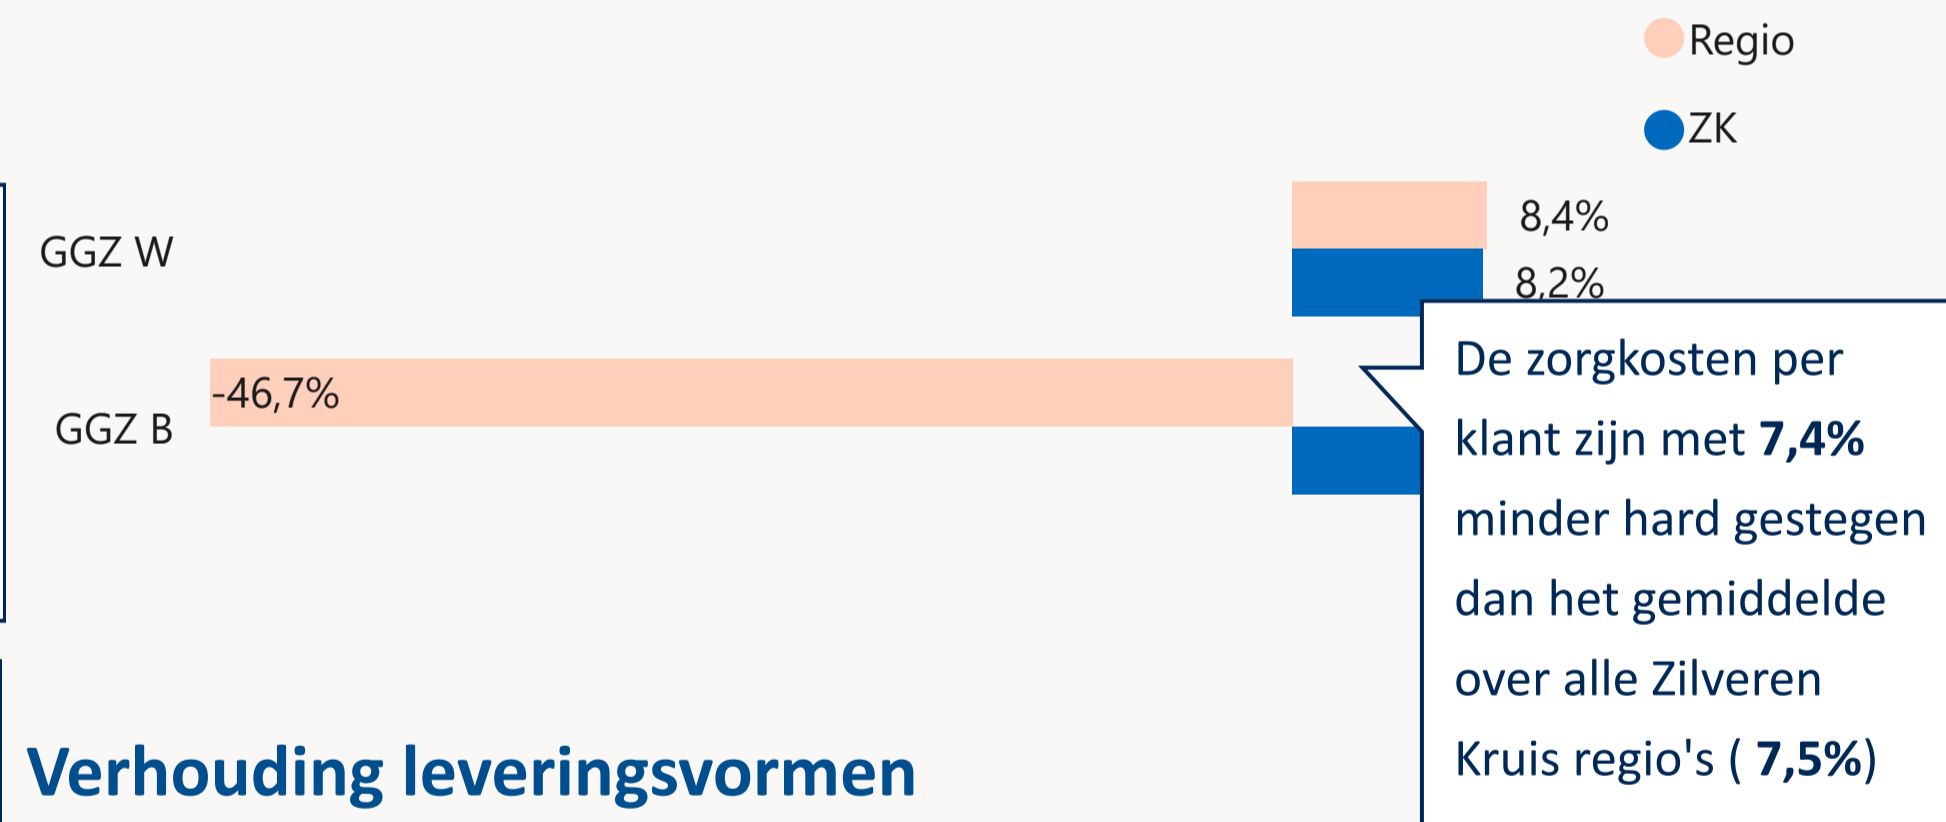 Regio
ZK
GGZ W
8,4%
8,2%
GGZ B
-46,7%
De zorgkosten per
klant zijn met 7,4%
minder hard gestegen
dan het gemiddelde
over alle Zilveren
Kruis regio's ( 7,5%)
Verhouding leveringsvormen